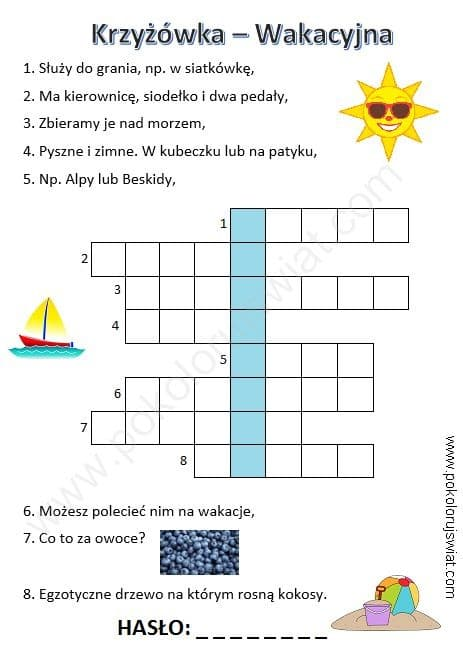 Krzyżówka – Wakacyjna
1. Służy do grania, np. w siatkówkę,
2. Ma kierownicę, siodełko i dwa pedały,
3. Zbieramy je nad morzem,
4. Pyszne i zimne. W kubeczku lub na patyku,
5. Np. Alpy lub Beskidy,
1
2
3
4
5
6
7
8
www.pokolorujswiat.com
6. Możesz polecieć nim na wakacje,
7. Co to za owoce?
8. Egzotyczne drzewo na którym rosną kokosy.
HASŁO: _ _ _ _ _ _ _ _
www.pokolorujswiat.com